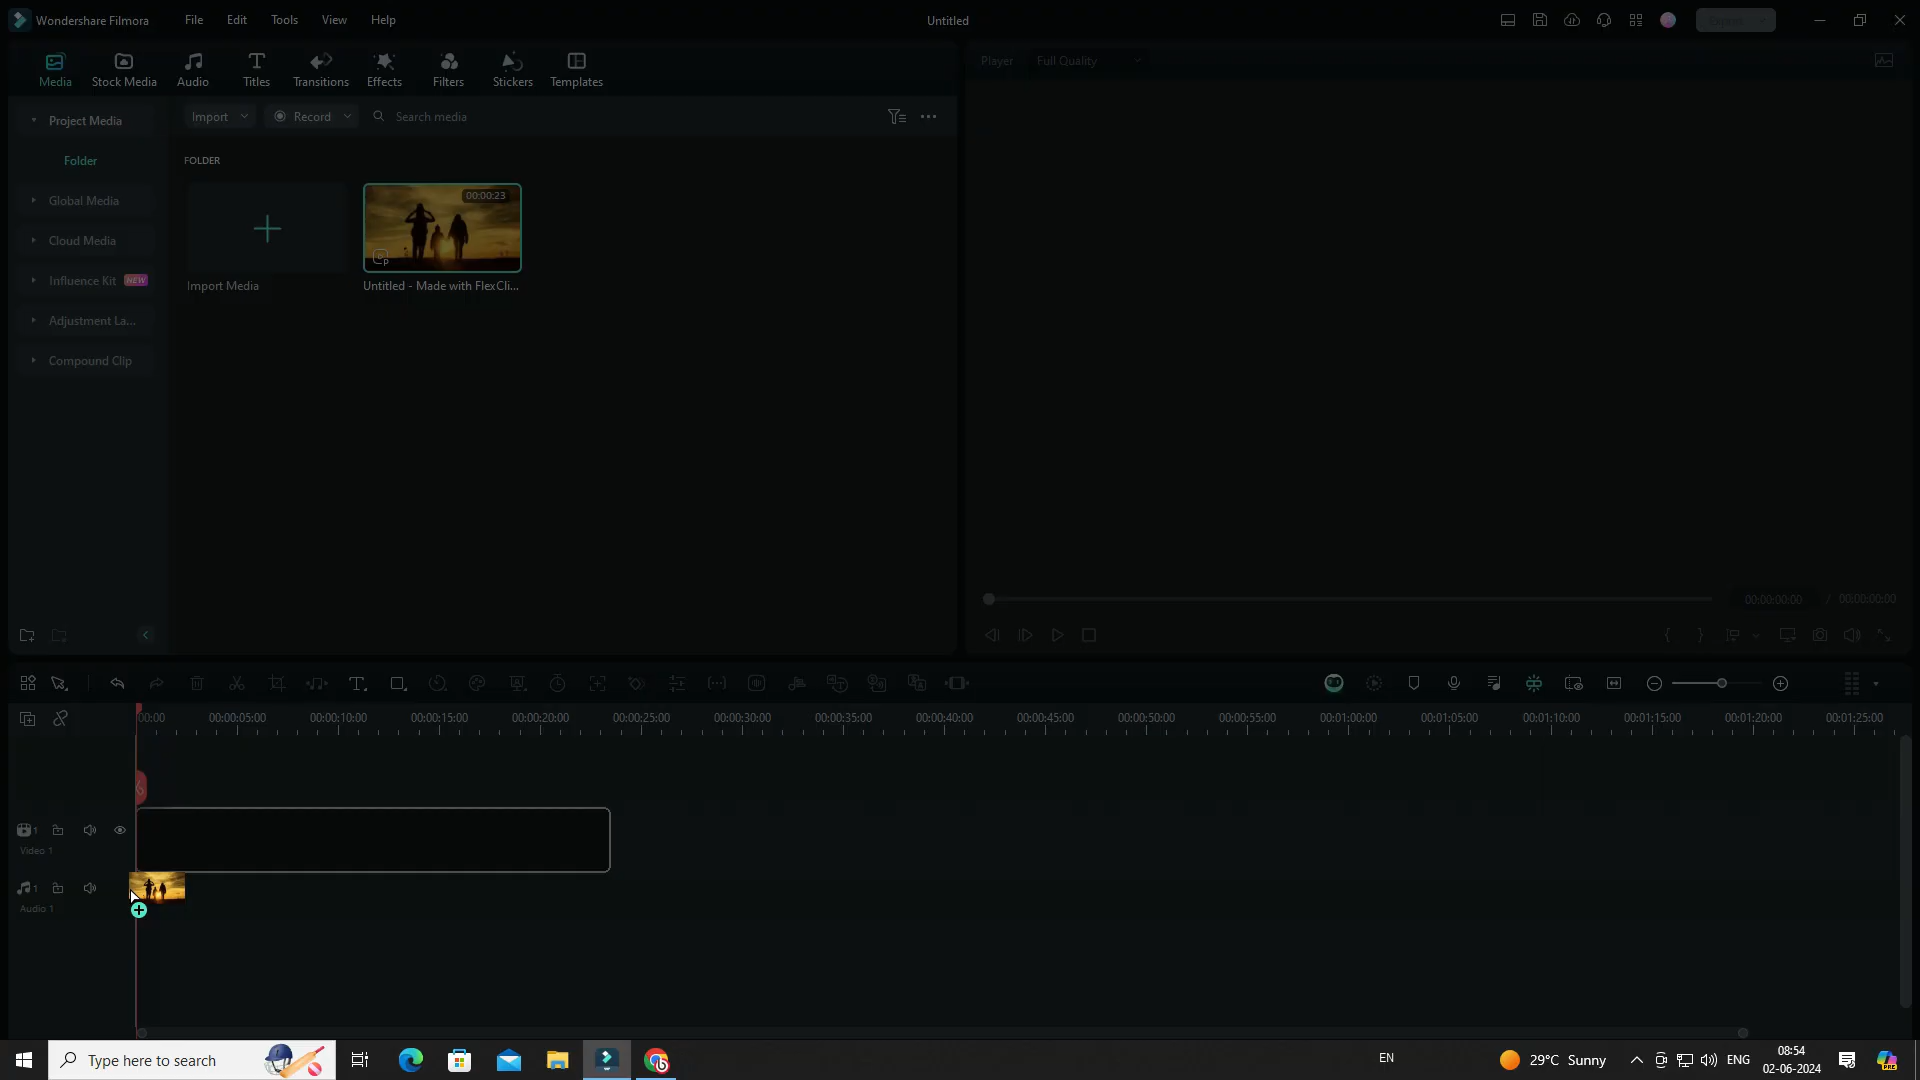 Wondershare Filmora File Edit Tools View Help Untitled Export
Media Stock Media Audio Titles Transitions Effects Filters Stickers Templates
Player Full Quality
Project Media
Import Record Search media
Folder
FOLDER
Global Media
00:00:23
Cloud Media
Influence Kit NEW
Import Media
Untitled - Made with FlexCli...
Adjustment La...
Compound Clip
00:00:00:00 / 00:00:00:00
00:00 00:00:05:00 00:00:10:00 00:00:15:00 00:00:20:00 00:00:25:00 00:00:30:00 00:00:35:00 00:00:40:00 00:00:45:00 00:00:50:00 00:00:55:00 00:01:00:00 00:01:05:00 00:01:10:00 00:01:15:00 00:01:20:00 00:01:25:00
1
Video 1
1
Audio 1
Type here to search
EN
29°C Sunny
ENG
08:54
02-06-2024